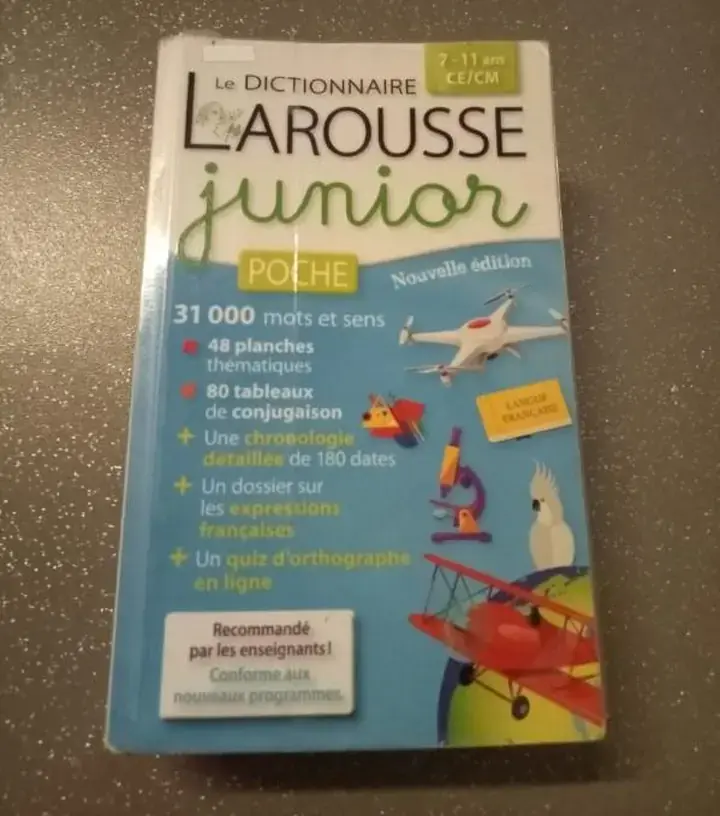 7-11 ans
CE/CM
Le DICTIONNAIRE
LAROUSSE
junior
POCHE
Nouvelle édition
31 000 mots et sens
48 planches
thématiques
80 tableaux
de conjugaison
+ Une chronologie
détaillée de 180 dates
+ Un dossier sur
les expressions
françaises
+ Un quiz d'orthographe
en ligne
LANGUE
FRANÇAISE
Recommandé
par les enseignants !
Conforme aux
nouveaux programmes.